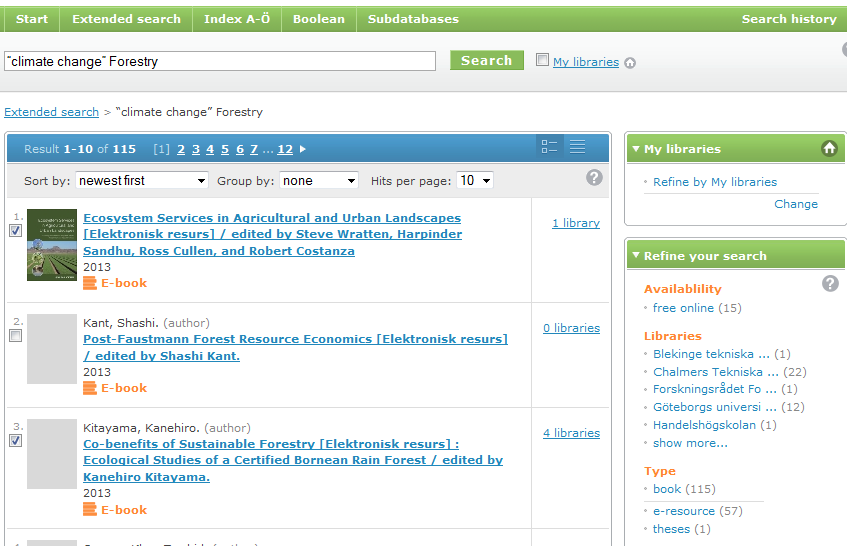 Start Extended search Index A-Ö Boolean Subdatabases Search history
"climate change" Forestry Search My libraries
Extended search > "climate change" Forestry
Result 1-10 of 115 [1] 2 3 4 5 6 7 ... 12
Sort by: newest first Group by: none Hits per page: 10 ?
1.
Ecosystem Services in Agricultural and Urban Landscapes
[Elektronisk resurs] / edited by Steve Wratten, Harpinder
Sandhu, Ross Cullen, and Robert Costanza
2013
E-book
1 library
2.
Kant, Shashi. (author)
Post-Faustmann Forest Resource Economics [Elektronisk resurs]
/ edited by Shashi Kant.
2013
E-book
0 libraries
3.
Kitayama, Kanehiro. (author)
Co-benefits of Sustainable Forestry [Elektronisk resurs] :
Ecological Studies of a Certified Bornean Rain Forest / edited by
Kanehiro Kitayama.
2013
E-book
4 libraries
My libraries
Refine by My libraries
Change
Refine your search
?
Availablility
free online (15)
Libraries
Blekinge tekniska ... (1)
Chalmers Tekniska ... (22)
Forskningsrådet Fo ... (1)
Göteborgs universi ... (12)
Handelshögskolan (1)
show more...
Type
book (115)
e-resource (57)
theses (1)